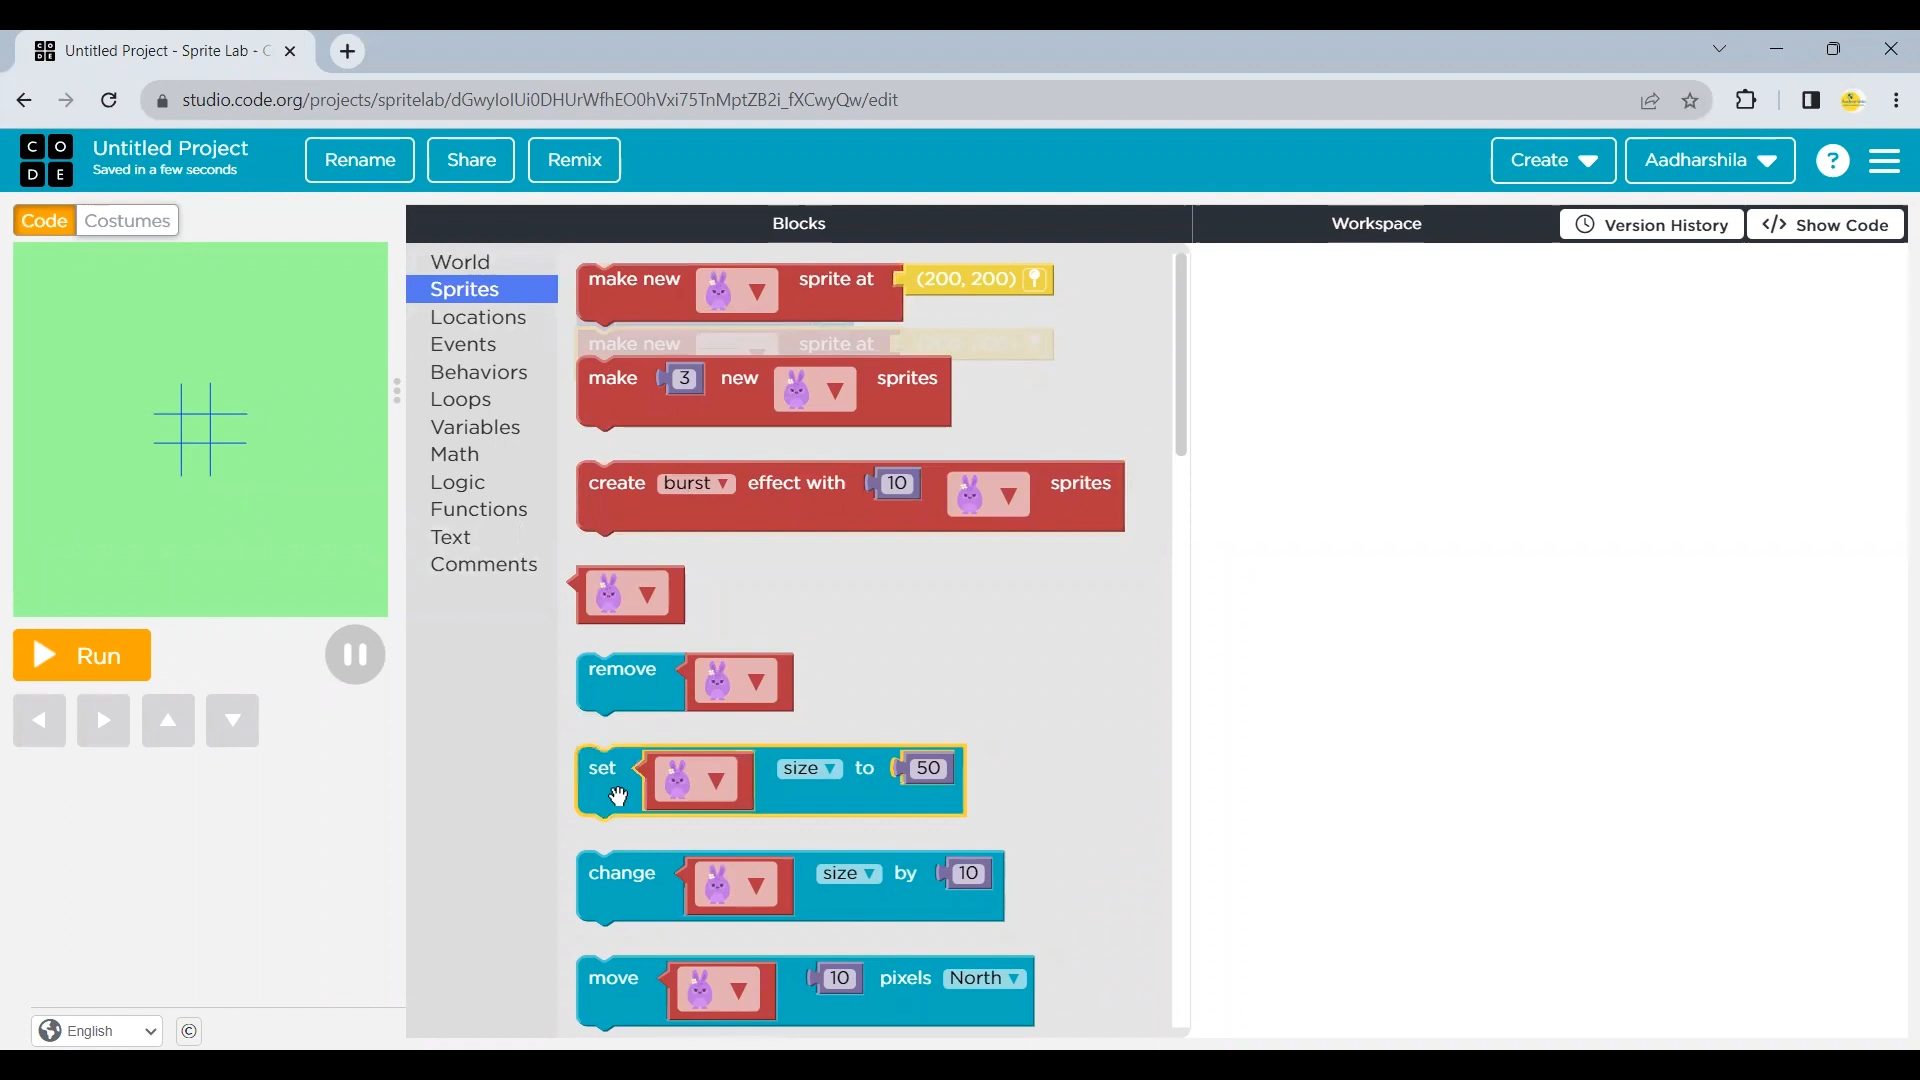 Untitled Project - Sprite Lab - C
studio.code.org/projects/spritelab/dGwyloIUi0DHUrWfhEO0hVxi75TnMptZB2i_fXCwyQw/edit
CODE
Untitled Project
Saved in a few seconds
Rename
Share
Remix
Create
Aadharshila
?
Code
Costumes
Blocks
Workspace
Version History
</> Show Code
World
Sprites
Locations
Events
Behaviors
Loops
Variables
Math
Logic
Functions
Text
Comments
make new sprite at (200, 200)
make new sprite at
make 3 new sprites
create burst effect with 10 sprites
remove
set size to 50
change size by 10
move 10 pixels North
Run
English
©